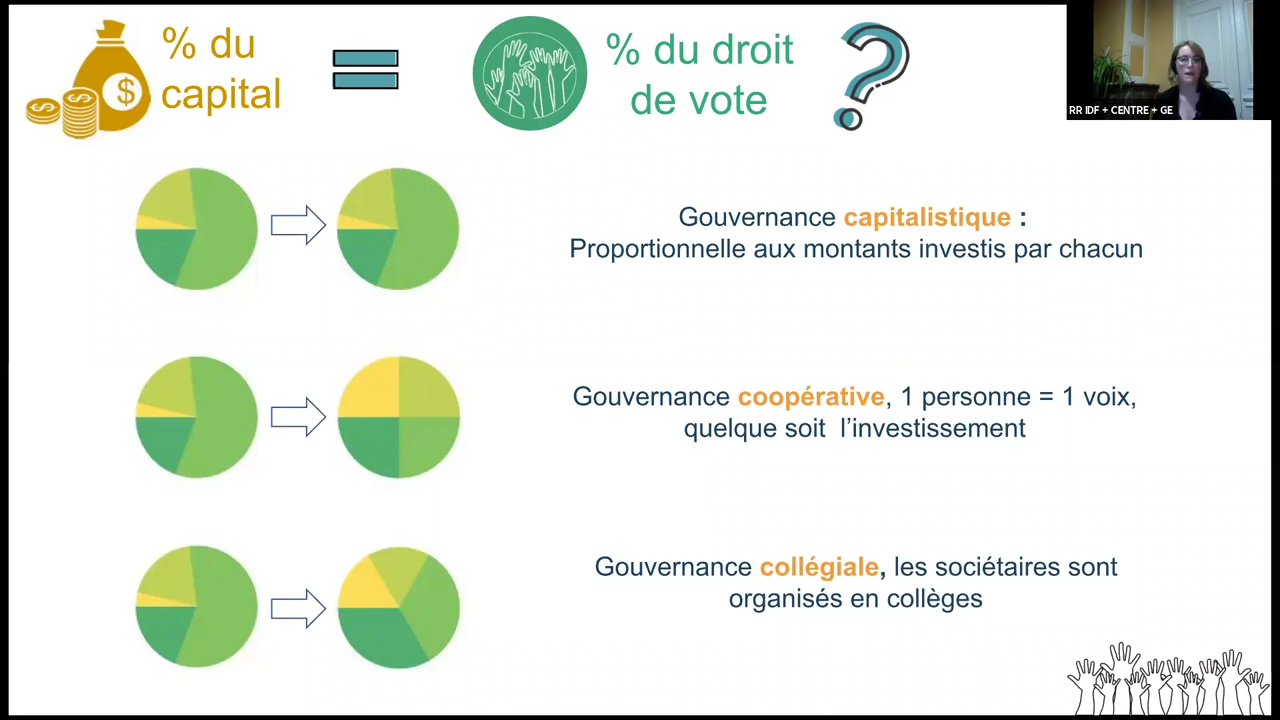 % du
capital
% du droit
de vote
RR IDF + CENTRE + GE
Gouvernance capitalistique :
Proportionnelle aux montants investis par chacun
Gouvernance coopérative, 1 personne = 1 voix,
quelque soit l’investissement
Gouvernance collégiale, les sociétaires sont
organisés en collèges